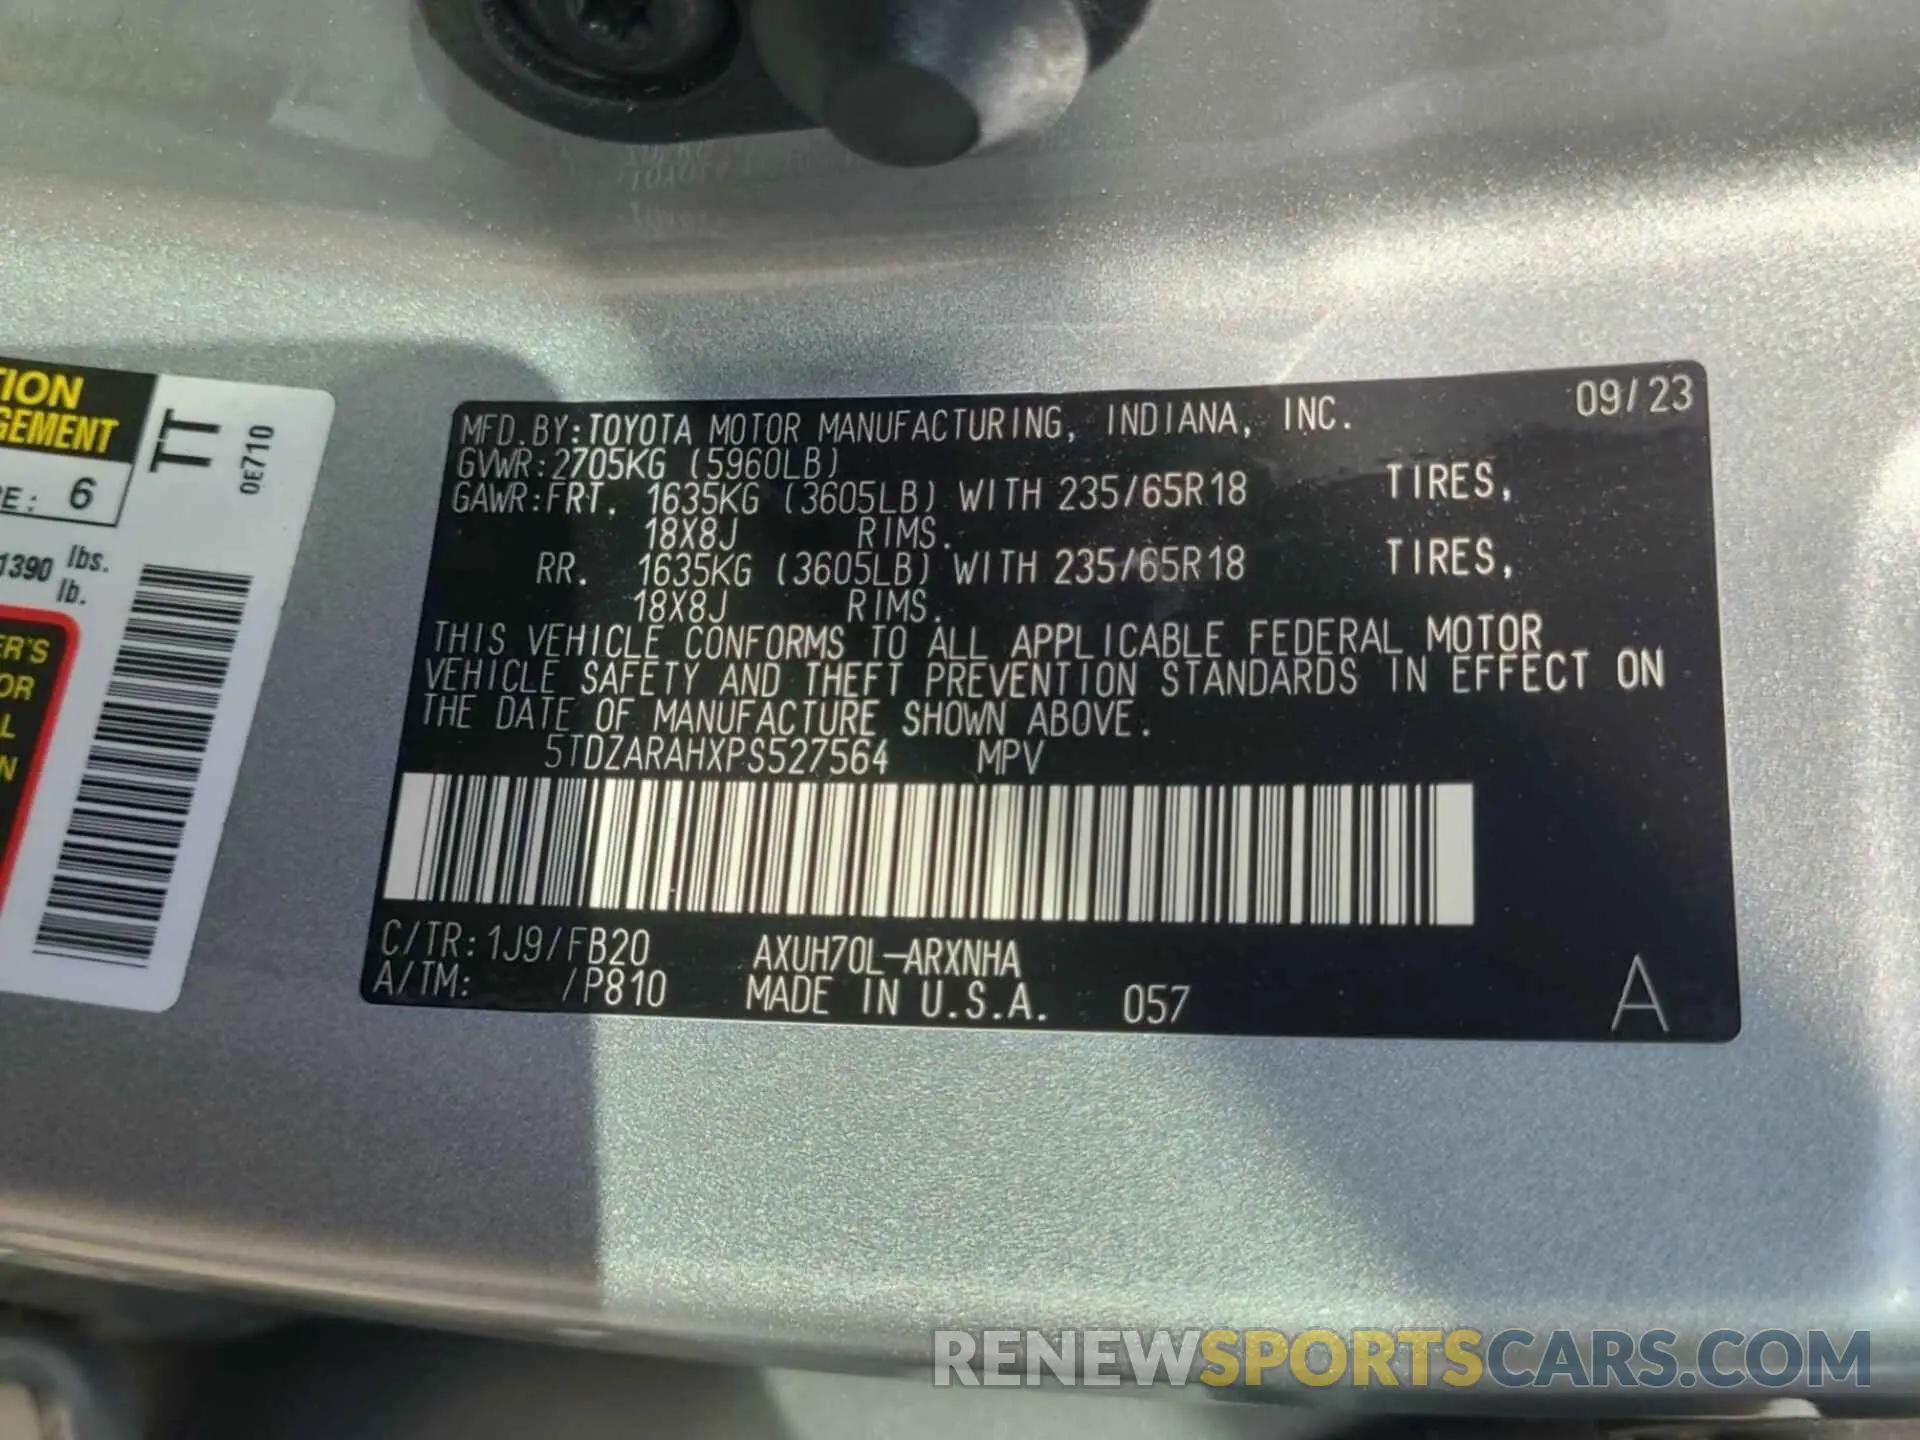 MFD.BY:TOYOTA MOTOR MANUFACTURING, INDIANA, INC. 09/23
GVWR:2705KG (5960LB)
GAWR:FRT. 1635KG (3605LB) WITH 235/65R18 TIRES,
18X8J RIMS.
RR. 1635KG (3605LB) WITH 235/65R18 TIRES,
18X8J RIMS.
THIS VEHICLE CONFORMS TO ALL APPLICABLE FEDERAL MOTOR
VEHICLE SAFETY AND THEFT PREVENTION STANDARDS IN EFFECT ON
THE DATE OF MANUFACTURE SHOWN ABOVE.
5TDZARAHXPS527564 MPV
C/TR:1J9/FB20 AXUH70L-ARXNHA
A/TM: /P810 MADE IN U.S.A. 057
A
TION
GEMENT
RE: 6
1390 lbs.
lb.
TT
0E710
ER'S
OR
L
N
RENEWSPORTSCARS.COM